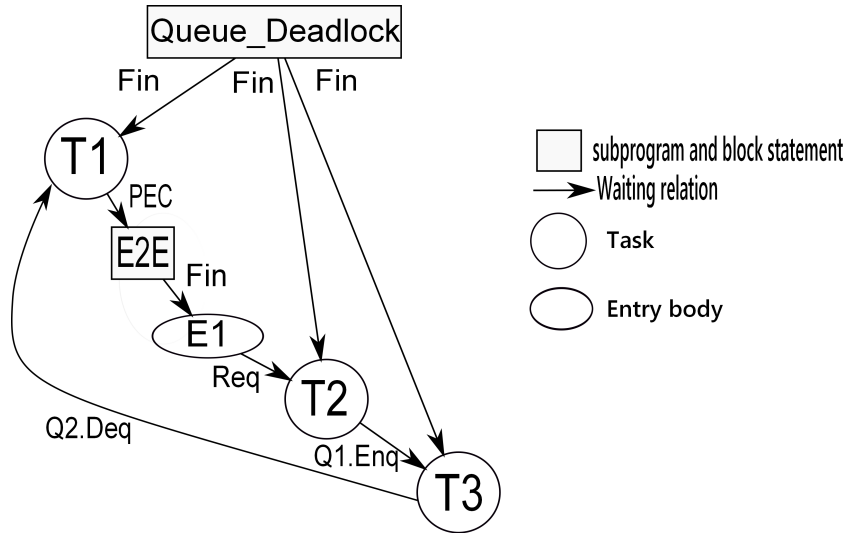 Queue_Deadlock
Fin
Fin
Fin
T1
PEC
E2E
Fin
E1
Req
T2
Q2.Deq
Q1.Enq
T3
subprogram and block statement
Waiting relation
Task
Entry body